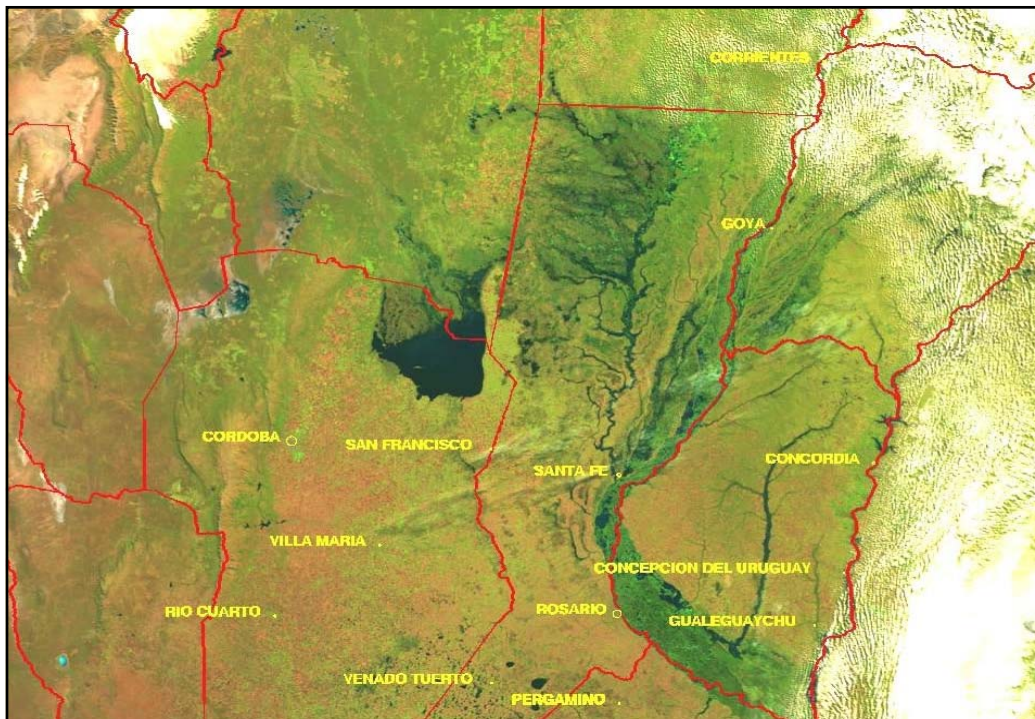 CORRIENTES
GOYA
CORDOBA
SAN FRANCISCO
CONCORDIA
SANTA FE
VILLA MARIA
CONCEPCION DEL URUGUAY
RIO CUARTO
ROSARIO
GUALEGUAYCHU
VENADO TUERTO
PERGAMINO